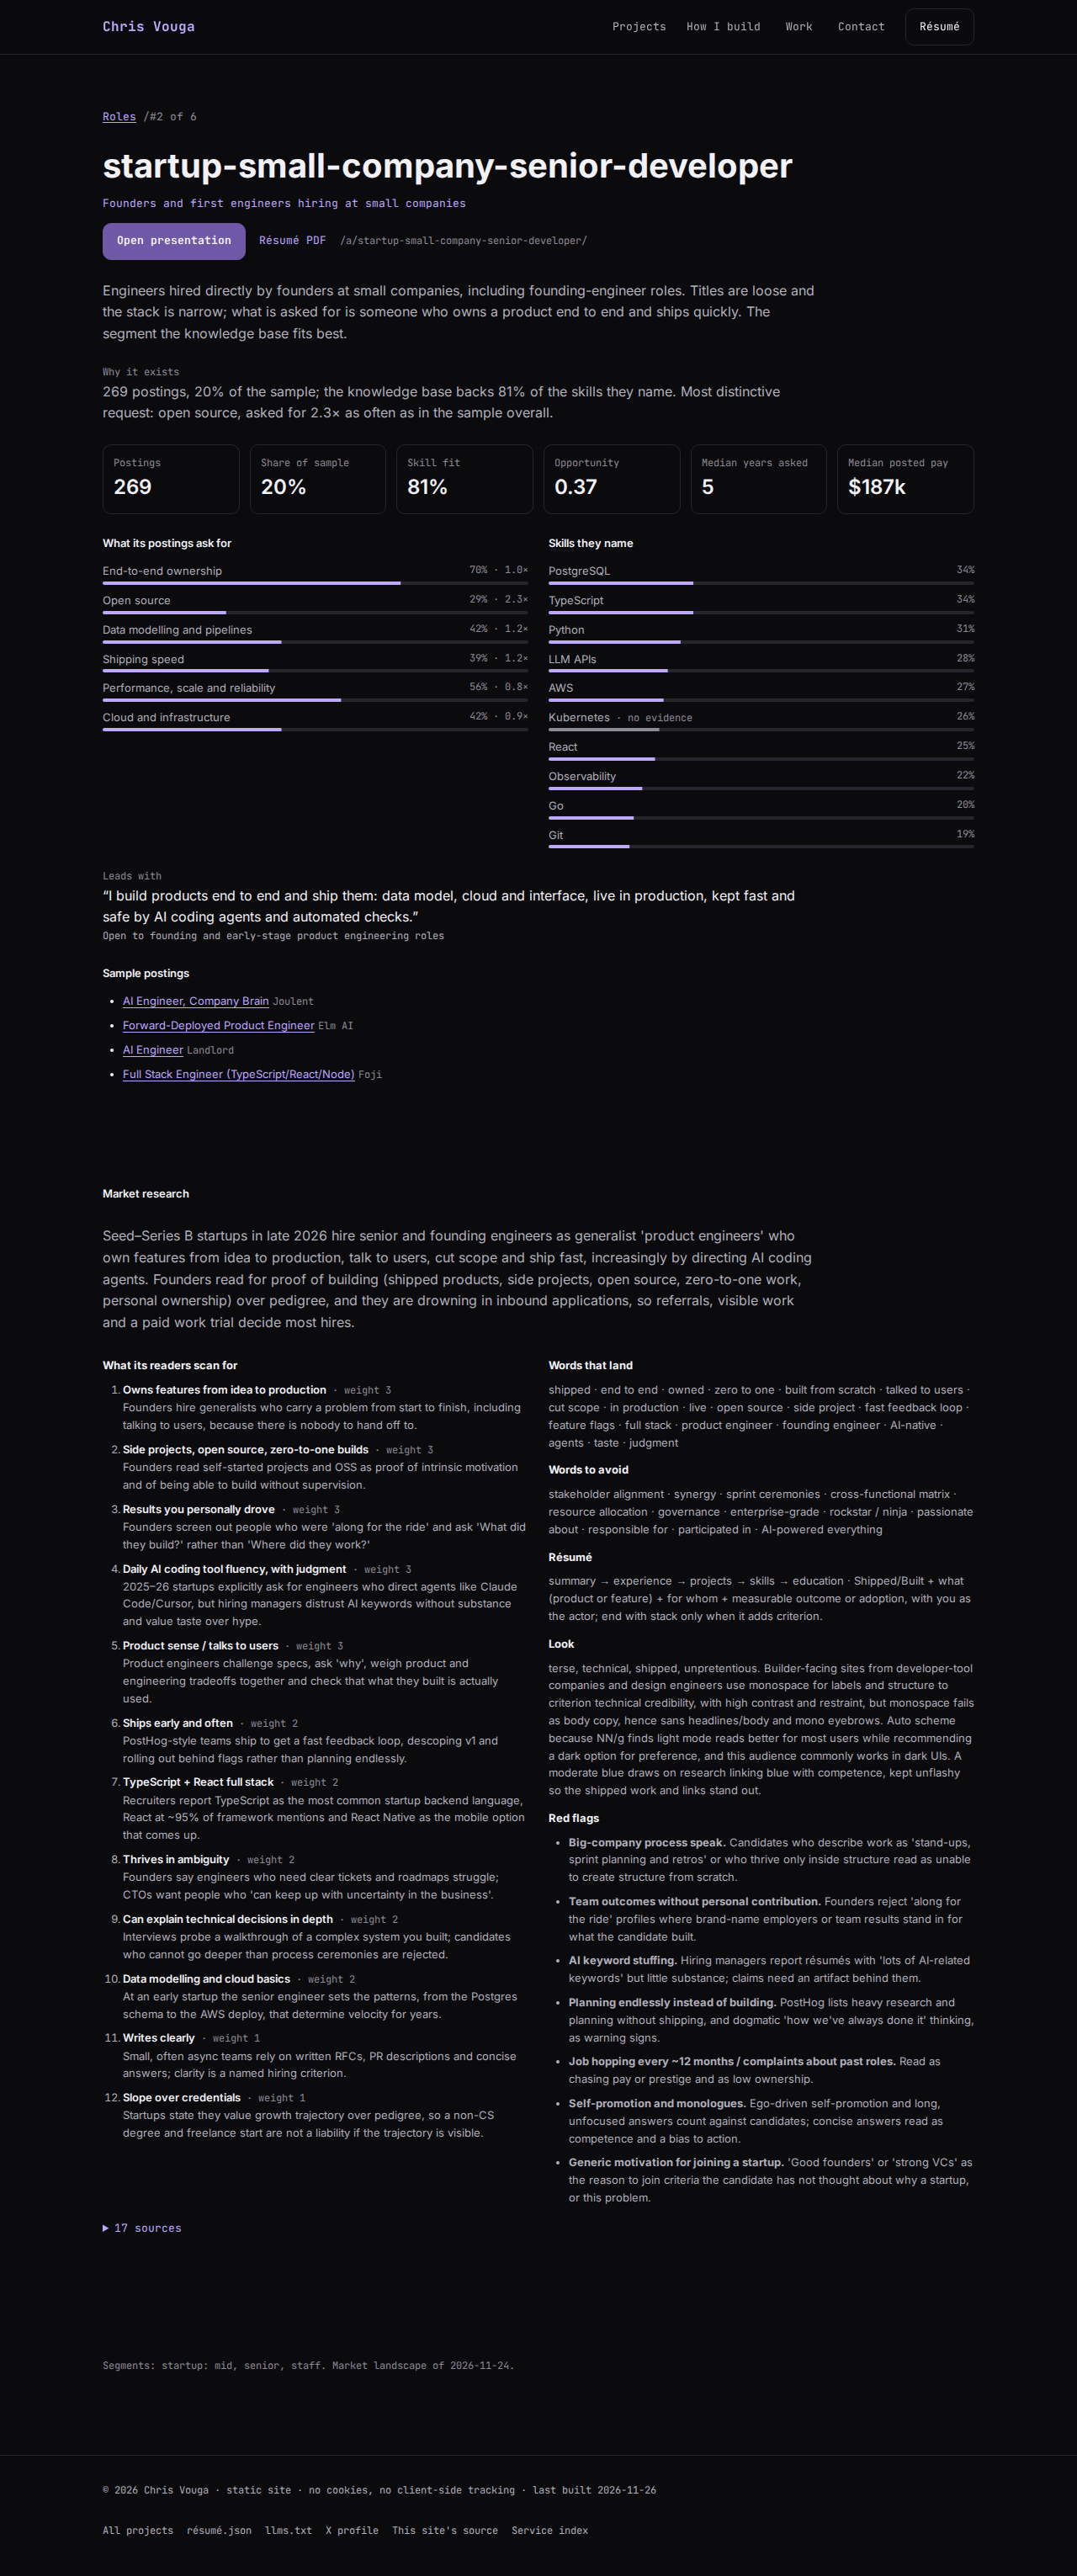 Chris Vouga
Projects How I build Work Contact Résumé
Roles /#2 of 6
startup-small-company-senior-developer
Founders and first engineers hiring at small companies
Open presentation Résumé PDF /a/startup-small-company-senior-developer/
Engineers hired directly by founders at small companies, including founding-engineer roles. Titles are loose and
the stack is narrow; what is asked for is someone who owns a product end to end and ships quickly. The
segment the knowledge base fits best.
Why it exists
269 postings, 20% of the sample; the knowledge base backs 81% of the skills they name. Most distinctive
request: open source, asked for 2.3× as often as in the sample overall.
Postings
269
Share of sample
20%
Skill fit
81%
Opportunity
0.37
Median years asked
5
Median posted pay
$187k
What its postings ask for
End-to-end ownership 70% · 1.0×
Open source 29% · 2.3×
Data modelling and pipelines 42% · 1.2×
Shipping speed 39% · 1.2×
Performance, scale and reliability 56% · 0.8×
Cloud and infrastructure 42% · 0.9×
Skills they name
PostgreSQL 34%
TypeScript 34%
Python 31%
LLM APIs 28%
AWS 27%
Kubernetes · no evidence 26%
React 25%
Observability 22%
Go 20%
Git 19%
Leads with
“I build products end to end and ship them: data model, cloud and interface, live in production, kept fast and
safe by AI coding agents and automated checks.”
Open to founding and early-stage product engineering roles
Sample postings
• AI Engineer, Company Brain Joulent
• Forward-Deployed Product Engineer Elm AI
• AI Engineer Landlord
• Full Stack Engineer (TypeScript/React/Node) Foji
Market research
Seed–Series B startups in late 2026 hire senior and founding engineers as generalist 'product engineers' who
own features from idea to production, talk to users, cut scope and ship fast, increasingly by directing AI coding
agents. Founders read for proof of building (shipped products, side projects, open source, zero-to-one work,
personal ownership) over pedigree, and they are drowning in inbound applications, so referrals, visible work
and a paid work trial decide most hires.
What its readers scan for
1. Owns features from idea to production · weight 3
Founders hire generalists who carry a problem from start to finish, including
talking to users, because there is nobody to hand off to.
2. Side projects, open source, zero-to-one builds · weight 3
Founders read self-started projects and OSS as proof of intrinsic motivation
and of being able to build without supervision.
3. Results you personally drove · weight 3
Founders screen out people who were 'along for the ride' and ask 'What did
they build?' rather than 'Where did they work?'
4. Daily AI coding tool fluency, with judgment · weight 3
2025–26 startups explicitly ask for engineers who direct agents like Claude
Code/Cursor, but hiring managers distrust AI keywords without substance
and value taste over hype.
5. Product sense / talks to users · weight 3
Product engineers challenge specs, ask 'why', weigh product and
engineering tradeoffs together and check that what they built is actually
used.
6. Ships early and often · weight 2
PostHog-style teams ship to get a fast feedback loop, descoping v1 and
rolling out behind flags rather than planning endlessly.
7. TypeScript + React full stack · weight 2
Recruiters report TypeScript as the most common startup backend language,
React at ~95% of framework mentions and React Native as the mobile option
that comes up.
8. Thrives in ambiguity · weight 2
Founders say engineers who need clear tickets and roadmaps struggle;
CTOs want people who 'can keep up with uncertainty in the business'.
9. Can explain technical decisions in depth · weight 2
Interviews probe a walkthrough of a complex system you built; candidates
who cannot go deeper than process ceremonies are rejected.
10. Data modelling and cloud basics · weight 2
At an early startup the senior engineer sets the patterns, from the Postgres
schema to the AWS deploy, that determine velocity for years.
11. Writes clearly · weight 1
Small, often async teams rely on written RFCs, PR descriptions and concise
answers; clarity is a named hiring criterion.
12. Slope over credentials · weight 1
Startups state they value growth trajectory over pedigree, so a non-CS
degree and freelance start are not a liability if the trajectory is visible.
Words that land
shipped · end to end · owned · zero to one · built from scratch · talked to users ·
cut scope · in production · live · open source · side project · fast feedback loop ·
feature flags · full stack · product engineer · founding engineer · AI-native ·
agents · taste · judgment
Words to avoid
stakeholder alignment · synergy · sprint ceremonies · cross-functional matrix ·
resource allocation · governance · enterprise-grade · rockstar / ninja · passionate
about · responsible for · participated in · AI-powered everything
Résumé
summary → experience → projects → skills → education · Shipped/Built + what
(product or feature) + for whom + measurable outcome or adoption, with you as
the actor; end with stack only when it adds criterion.
Look
terse, technical, shipped, unpretentious. Builder-facing sites from developer-tool
companies and design engineers use monospace for labels and structure to
criterion technical credibility, with high contrast and restraint, but monospace fails
as body copy, hence sans headlines/body and mono eyebrows. Auto scheme
because NN/g finds light mode reads better for most users while recommending
a dark option for preference, and this audience commonly works in dark UIs. A
moderate blue draws on research linking blue with competence, kept unflashy
so the shipped work and links stand out.
Red flags
• Big-company process speak. Candidates who describe work as 'stand-ups,
sprint planning and retros' or who thrive only inside structure read as unable
to create structure from scratch.
• Team outcomes without personal contribution. Founders reject 'along for
the ride' profiles where brand-name employers or team results stand in for
what the candidate built.
• AI keyword stuffing. Hiring managers report résumés with 'lots of AI-related
keywords' but little substance; claims need an artifact behind them.
• Planning endlessly instead of building. PostHog lists heavy research and
planning without shipping, and dogmatic 'how we've always done it' thinking,
as warning signs.
• Job hopping every ~12 months / complaints about past roles. Read as
chasing pay or prestige and as low ownership.
• Self-promotion and monologues. Ego-driven self-promotion and long,
unfocused answers count against candidates; concise answers read as
competence and a bias to action.
• Generic motivation for joining a startup. 'Good founders' or 'strong VCs' as
the reason to join criteria the candidate has not thought about why a startup,
or this problem.
▶ 17 sources
Segments: startup: mid, senior, staff. Market landscape of 2026-11-24.
© 2026 Chris Vouga · static site · no cookies, no client-side tracking · last built 2026-11-26
All projects résumé.json llms.txt X profile This site's source Service index